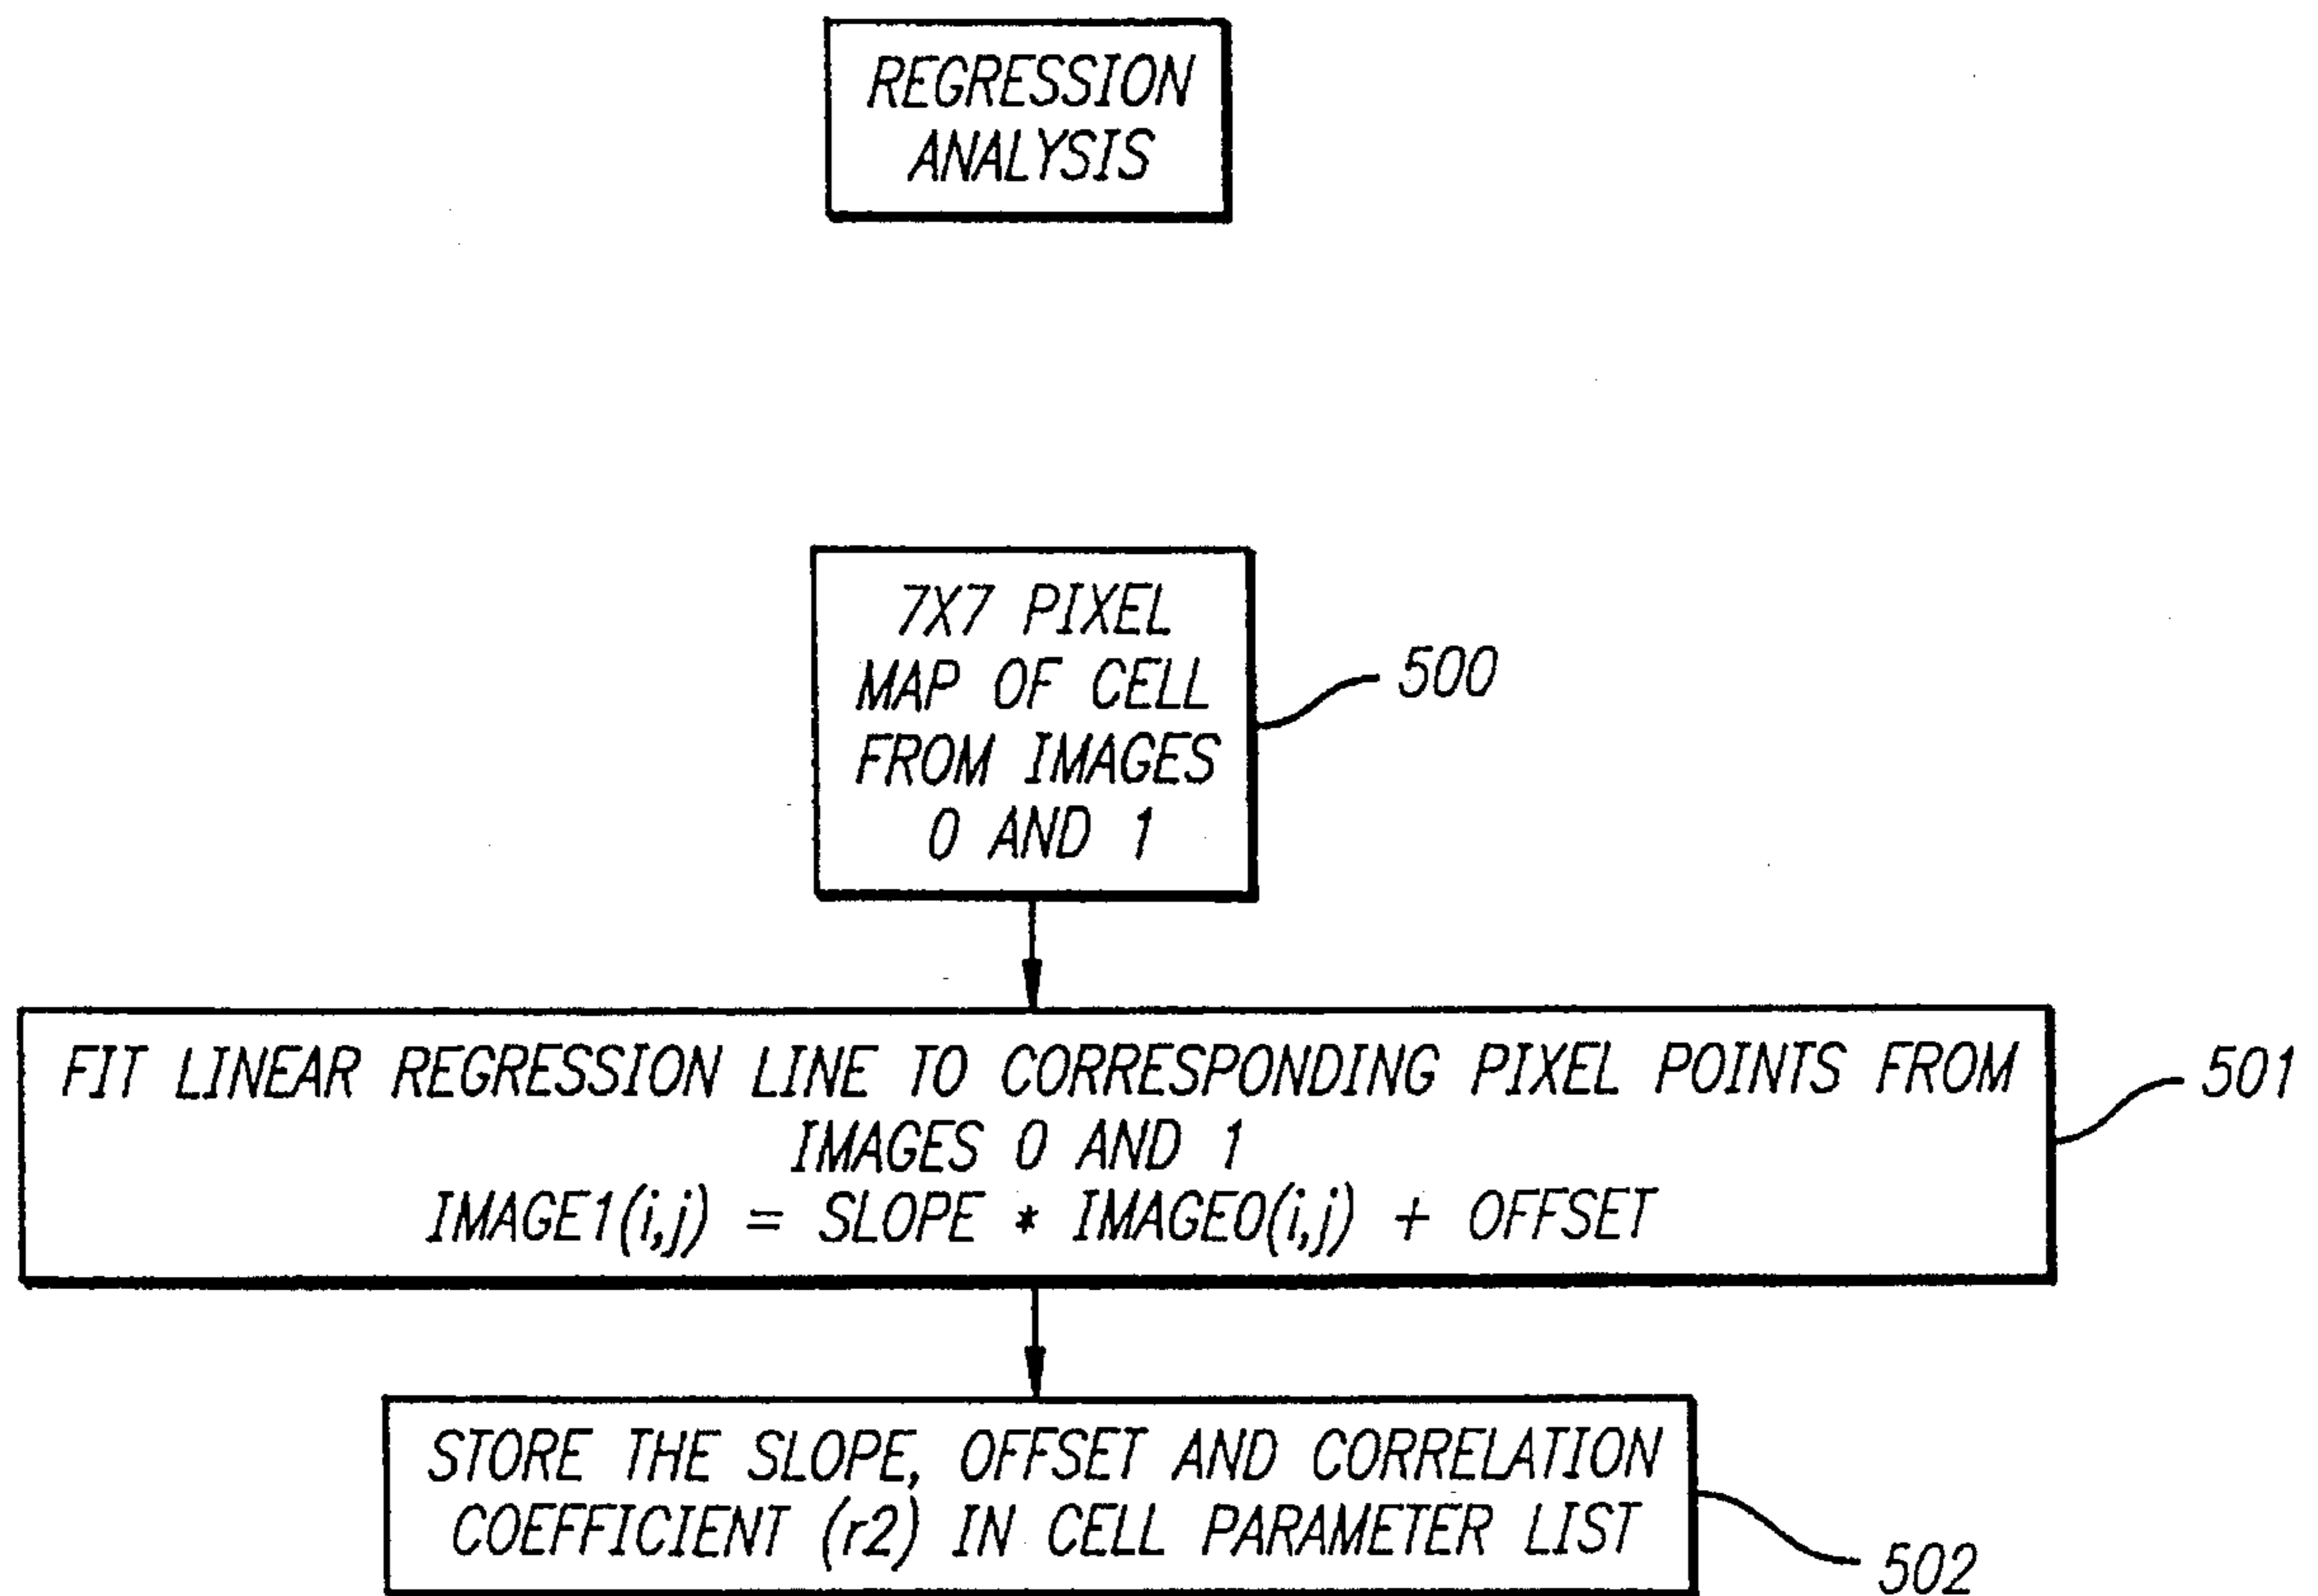 REGRESSION
ANALYSIS
7X7 PIXEL
MAP OF CELL
FROM IMAGES
0 AND 1
500
FIT LINEAR REGRESSION LINE TO CORRESPONDING PIXEL POINTS FROM
IMAGES 0 AND 1
IMAGE1(i,j) = SLOPE * IMAGE0(i,j) + OFFSET
501
STORE THE SLOPE, OFFSET AND CORRELATION
COEFFICIENT (r2) IN CELL PARAMETER LIST
502